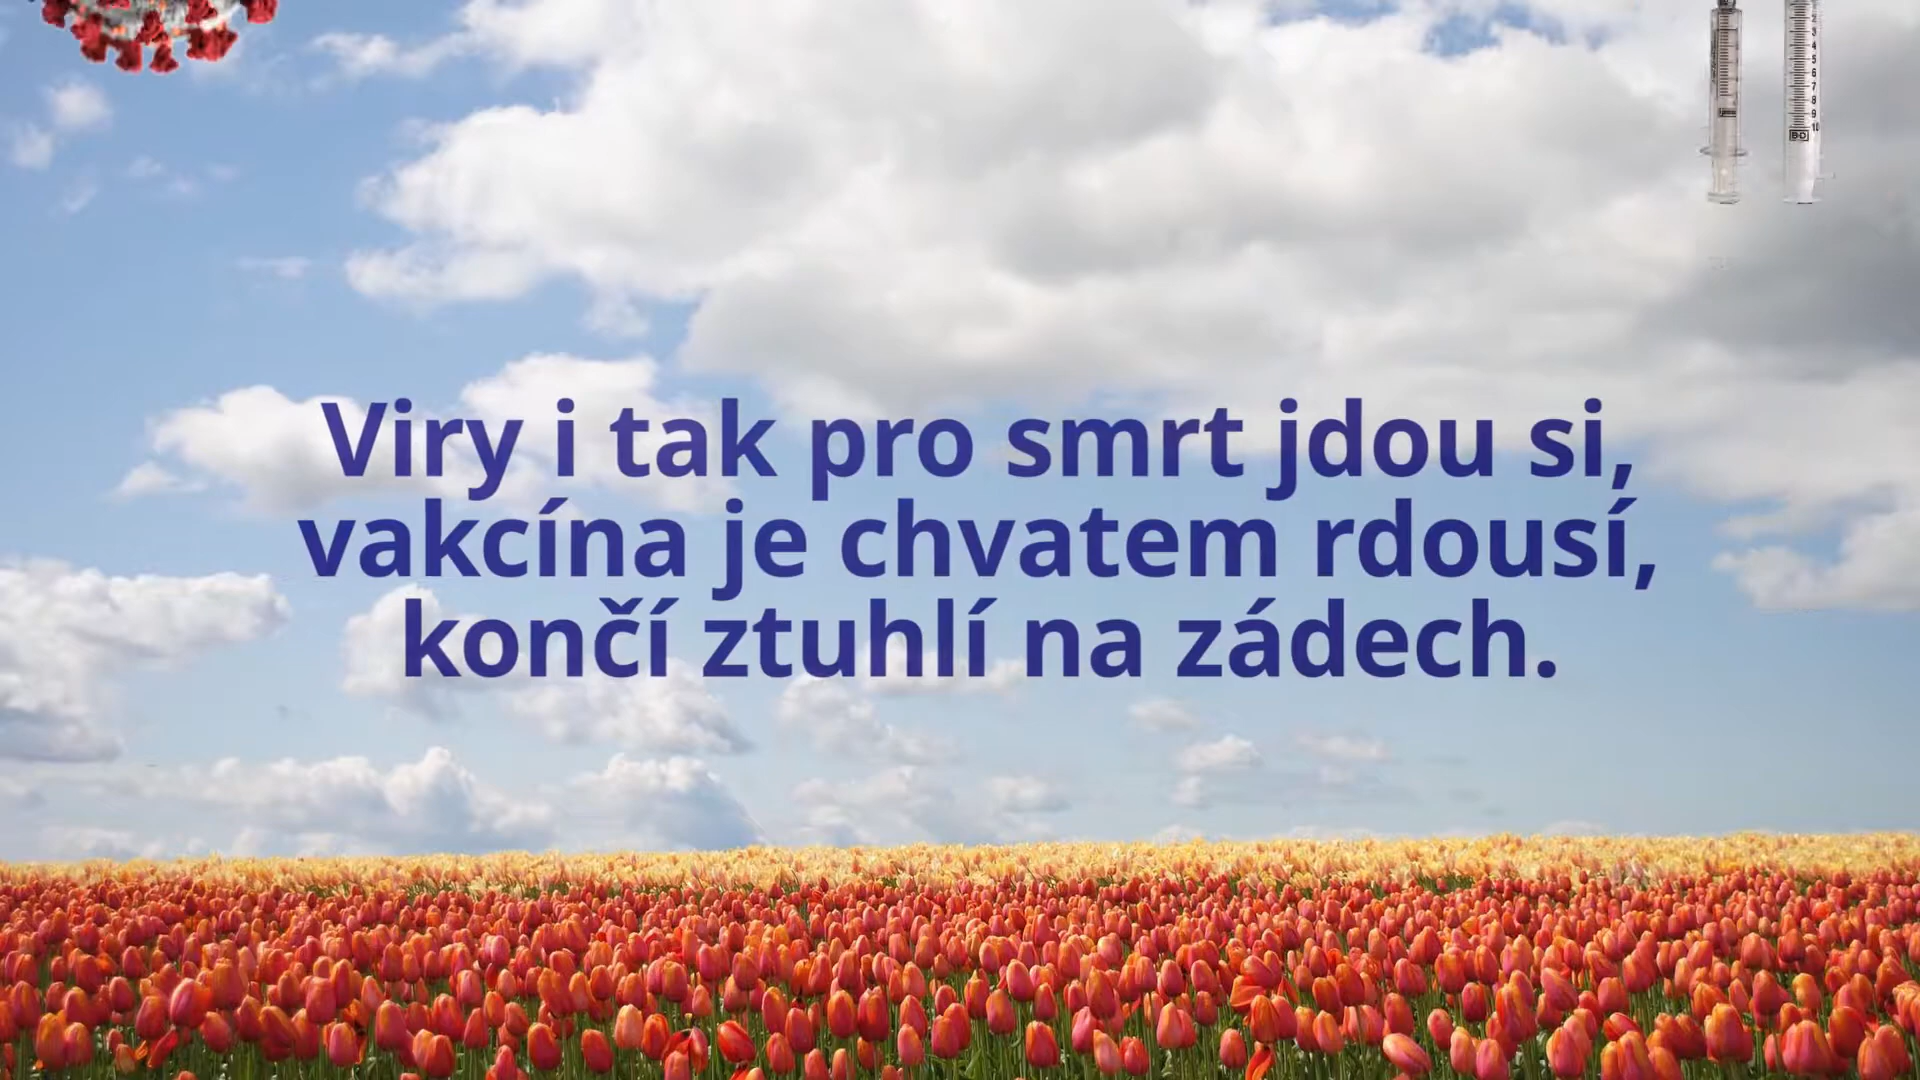 Viry i tak pro smrt jdou si,
vakcína je chvatem rdousí,
končí ztuhlí na zádech.